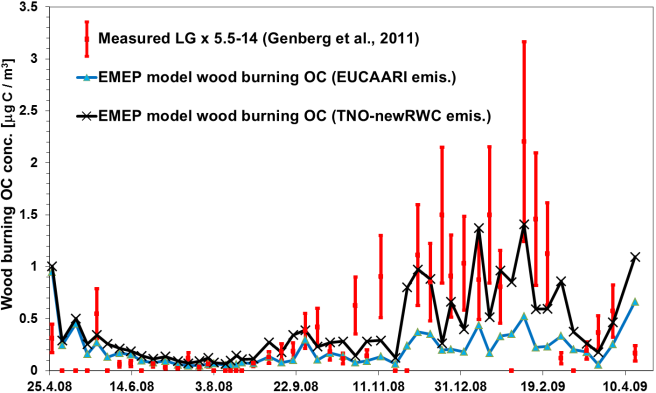 3.5
3
2.5
2
1.5
1
0.5
0
Wood burning OC conc. [µg C / m³]
Measured LG x 5.5-14 (Genberg et al., 2011)
EMEP model wood burning OC (EUCAARI emis.)
EMEP model wood burning OC (TNO-newRWC emis.)
25.4.08 14.6.08 3.8.08 22.9.08 11.11.08 31.12.08 19.2.09 10.4.09